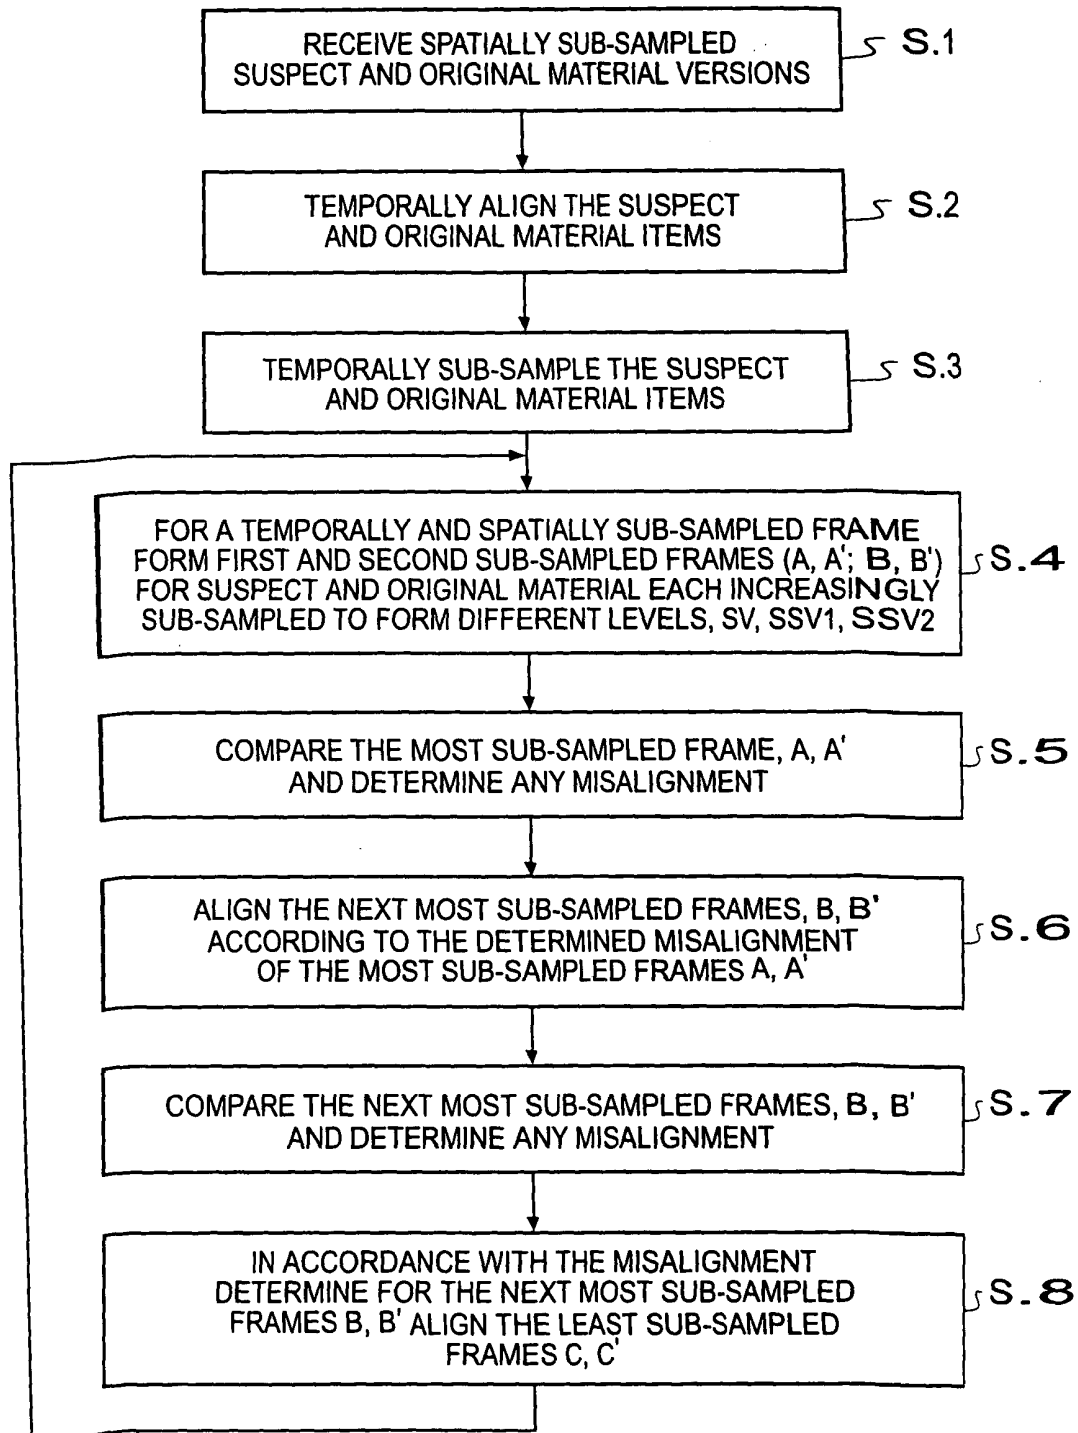 RECEIVE SPATIALLY SUB-SAMPLED
SUSPECT AND ORIGINAL MATERIAL VERSIONS
S.1
TEMPORALLY ALIGN THE SUSPECT
AND ORIGINAL MATERIAL ITEMS
S.2
TEMPORALLY SUB-SAMPLE THE SUSPECT
AND ORIGINAL MATERIAL ITEMS
S.3
FOR A TEMPORALLY AND SPATIALLY SUB-SAMPLED FRAME
FORM FIRST AND SECOND SUB-SAMPLED FRAMES (A, A'; B, B')
FOR SUSPECT AND ORIGINAL MATERIAL EACH INCREASINGLY
SUB-SAMPLED TO FORM DIFFERENT LEVELS, SV, SSV1, SSV2
S.4
COMPARE THE MOST SUB-SAMPLED FRAME, A, A'
AND DETERMINE ANY MISALIGNMENT
S.5
ALIGN THE NEXT MOST SUB-SAMPLED FRAMES, B, B'
ACCORDING TO THE DETERMINED MISALIGNMENT
OF THE MOST SUB-SAMPLED FRAMES A, A'
S.6
COMPARE THE NEXT MOST SUB-SAMPLED FRAMES, B, B'
AND DETERMINE ANY MISALIGNMENT
S.7
IN ACCORDANCE WITH THE MISALIGNMENT
DETERMINE FOR THE NEXT MOST SUB-SAMPLED
FRAMES B, B' ALIGN THE LEAST SUB-SAMPLED
FRAMES C, C'
S.8